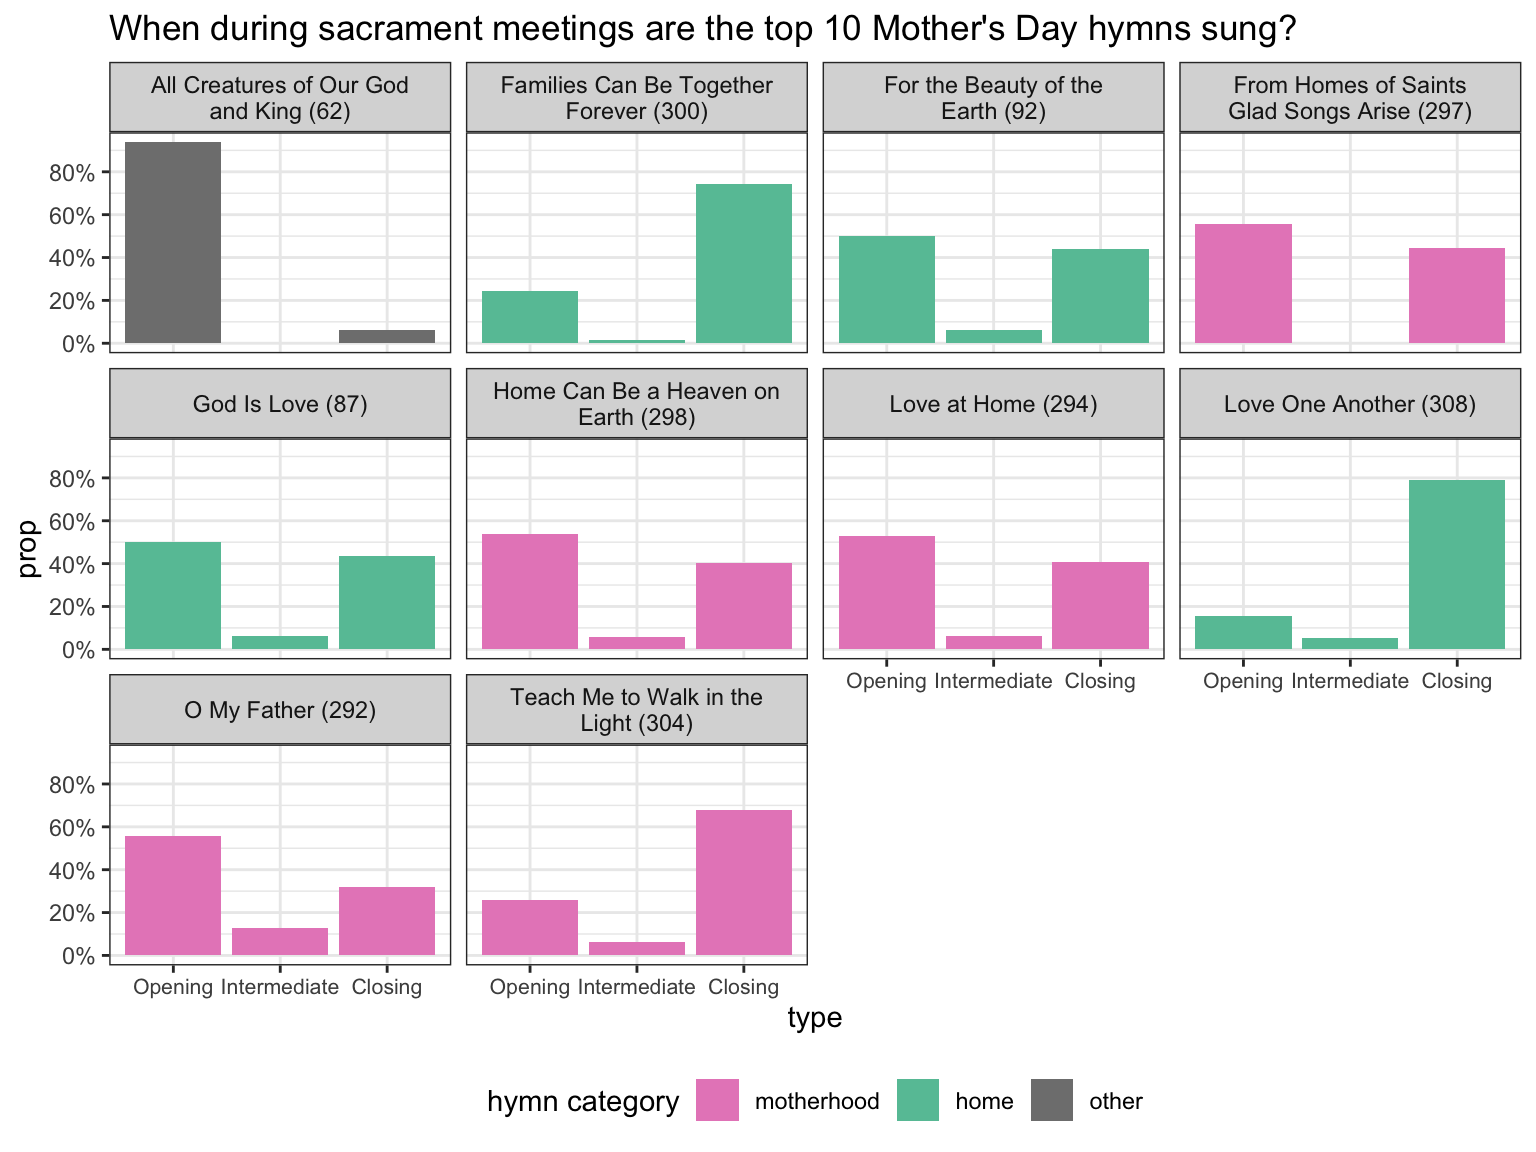 When during sacrament meetings are the top 10 Mother's Day hymns sung?
All Creatures of Our God
and King (62)
Families Can Be Together
Forever (300)
For the Beauty of the
Earth (92)
From Homes of Saints
Glad Songs Arise (297)
80%
60%
40%
20%
0%
God Is Love (87)
Home Can Be a Heaven on
Earth (298)
Love at Home (294)
Love One Another (308)
80%
60%
40%
20%
0%
Opening Intermediate Closing
Opening Intermediate Closing
prop
O My Father (292)
Teach Me to Walk in the
Light (304)
80%
60%
40%
20%
0%
Opening Intermediate Closing
Opening Intermediate Closing
type
hymn category motherhood home other